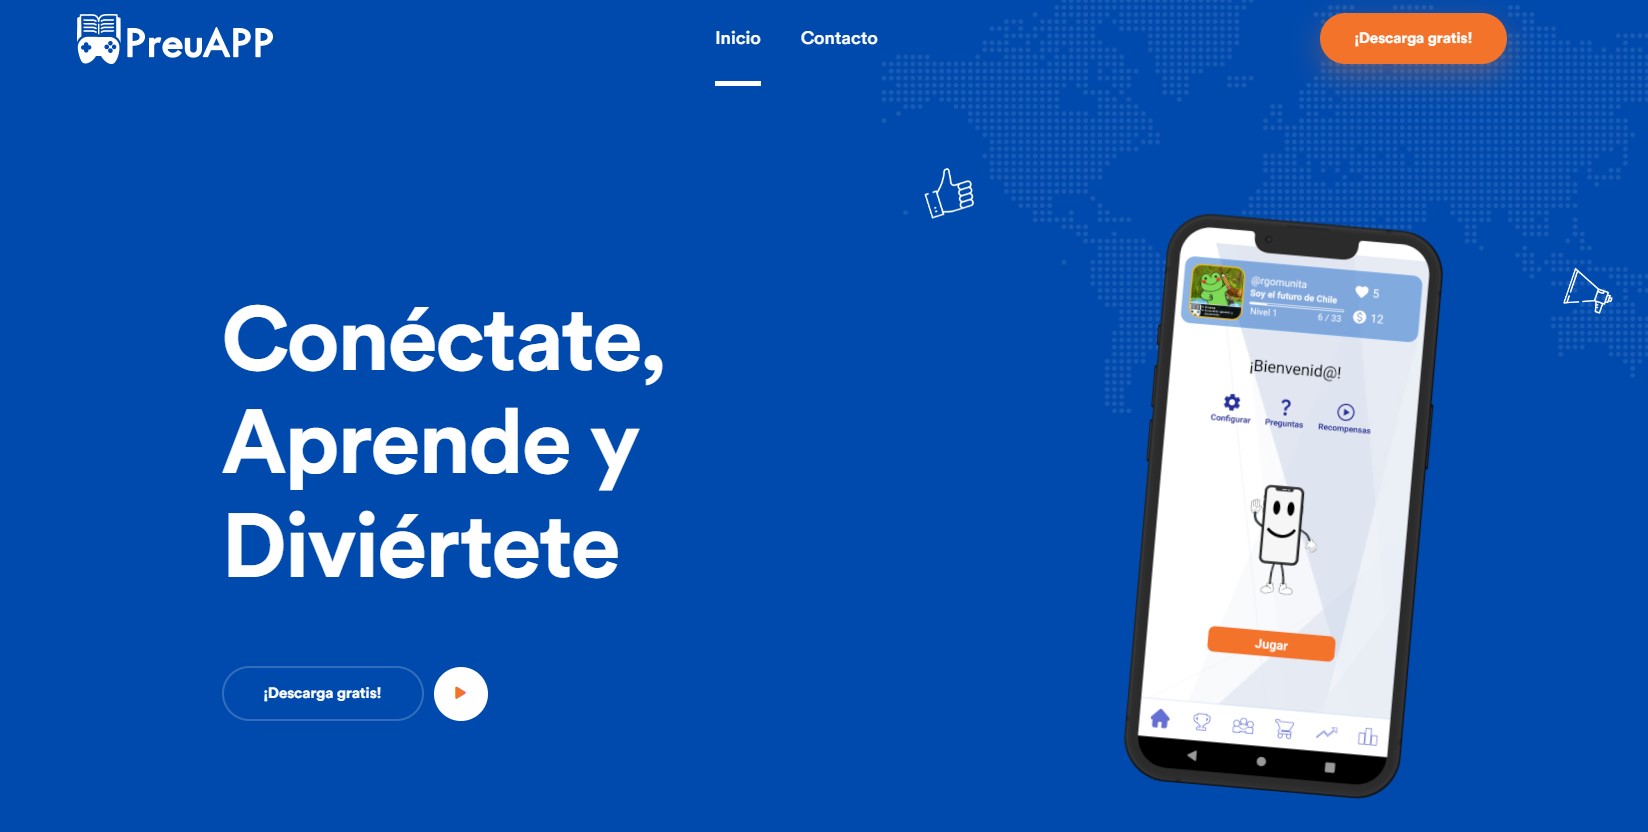 PreuAPP
Inicio
Contacto
¡Descarga gratis!
Conéctate,
Aprende y
Diviértete
¡Descarga gratis!
@rgomunita
Soy el futuro de Chile
Nivel 1
6 / 33
5
12
¡Bienvenid@!
Configurar
Preguntas
Recompensas
Jugar